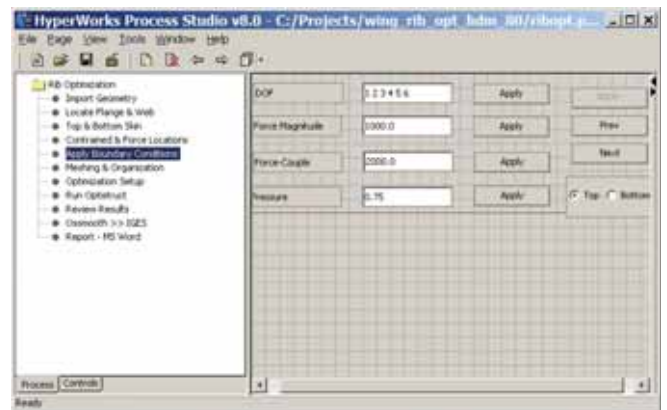 HyperWorks Process Studio v8.0 - C:/Projects/wing_rib_opt_hdm_80/ribopt.p...
File Page View Tools Window Help
Rib Optimization
Import Geometry
Locate Flange & Web
Top & Bottom Skin
Contrained & Force Locations
Apply Boundary Conditions
Meshing & Organization
Optimization Setup
Run Optistruct
Review Results
Ossmooth >> IGES
Report - MS Word
DOF 1 2 3 4 5 6 Apply
Force Magnitude 1000.0 Apply Prev
Force-Couple 2000.0 Apply Next
Pressure 0.75 Apply Top Bottom
Process Controls
Ready